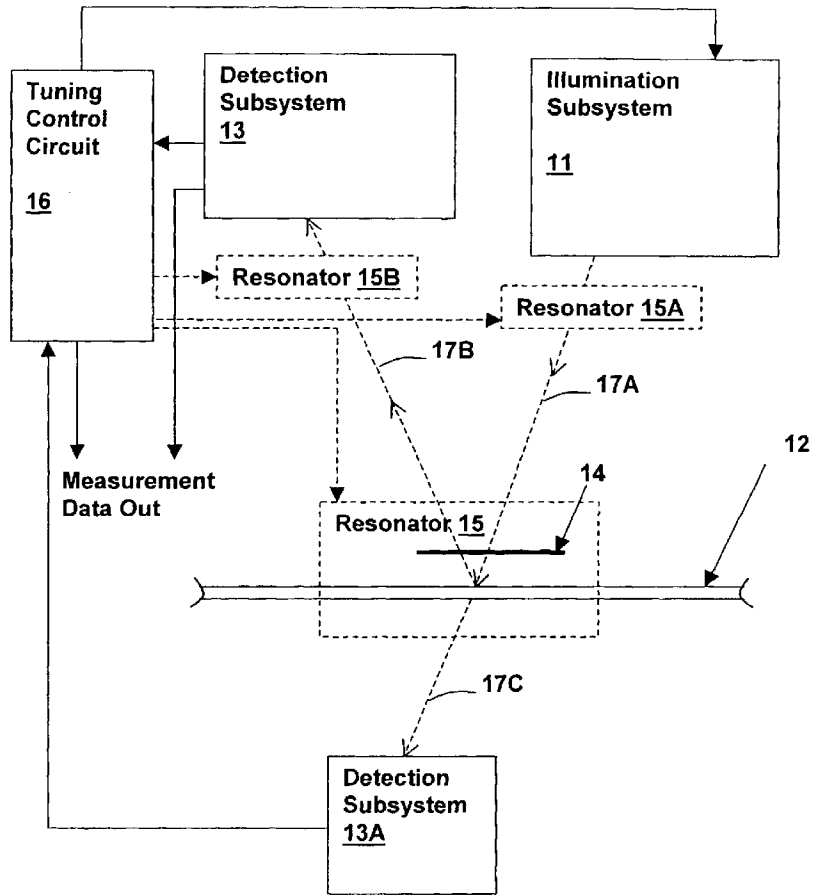 Tuning
Control
Circuit
16
Detection
Subsystem
13
Illumination
Subsystem
11
Resonator 15B
Resonator 15A
17B
17A
Measurement
Data Out
12
14
Resonator 15
17C
Detection
Subsystem
13A